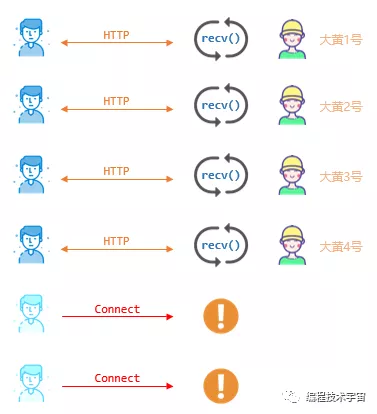 HTTP recv() 大黄1号
HTTP recv() 大黄2号
HTTP recv() 大黄3号
HTTP recv() 大黄4号
Connect !
Connect !
编程技术宇宙